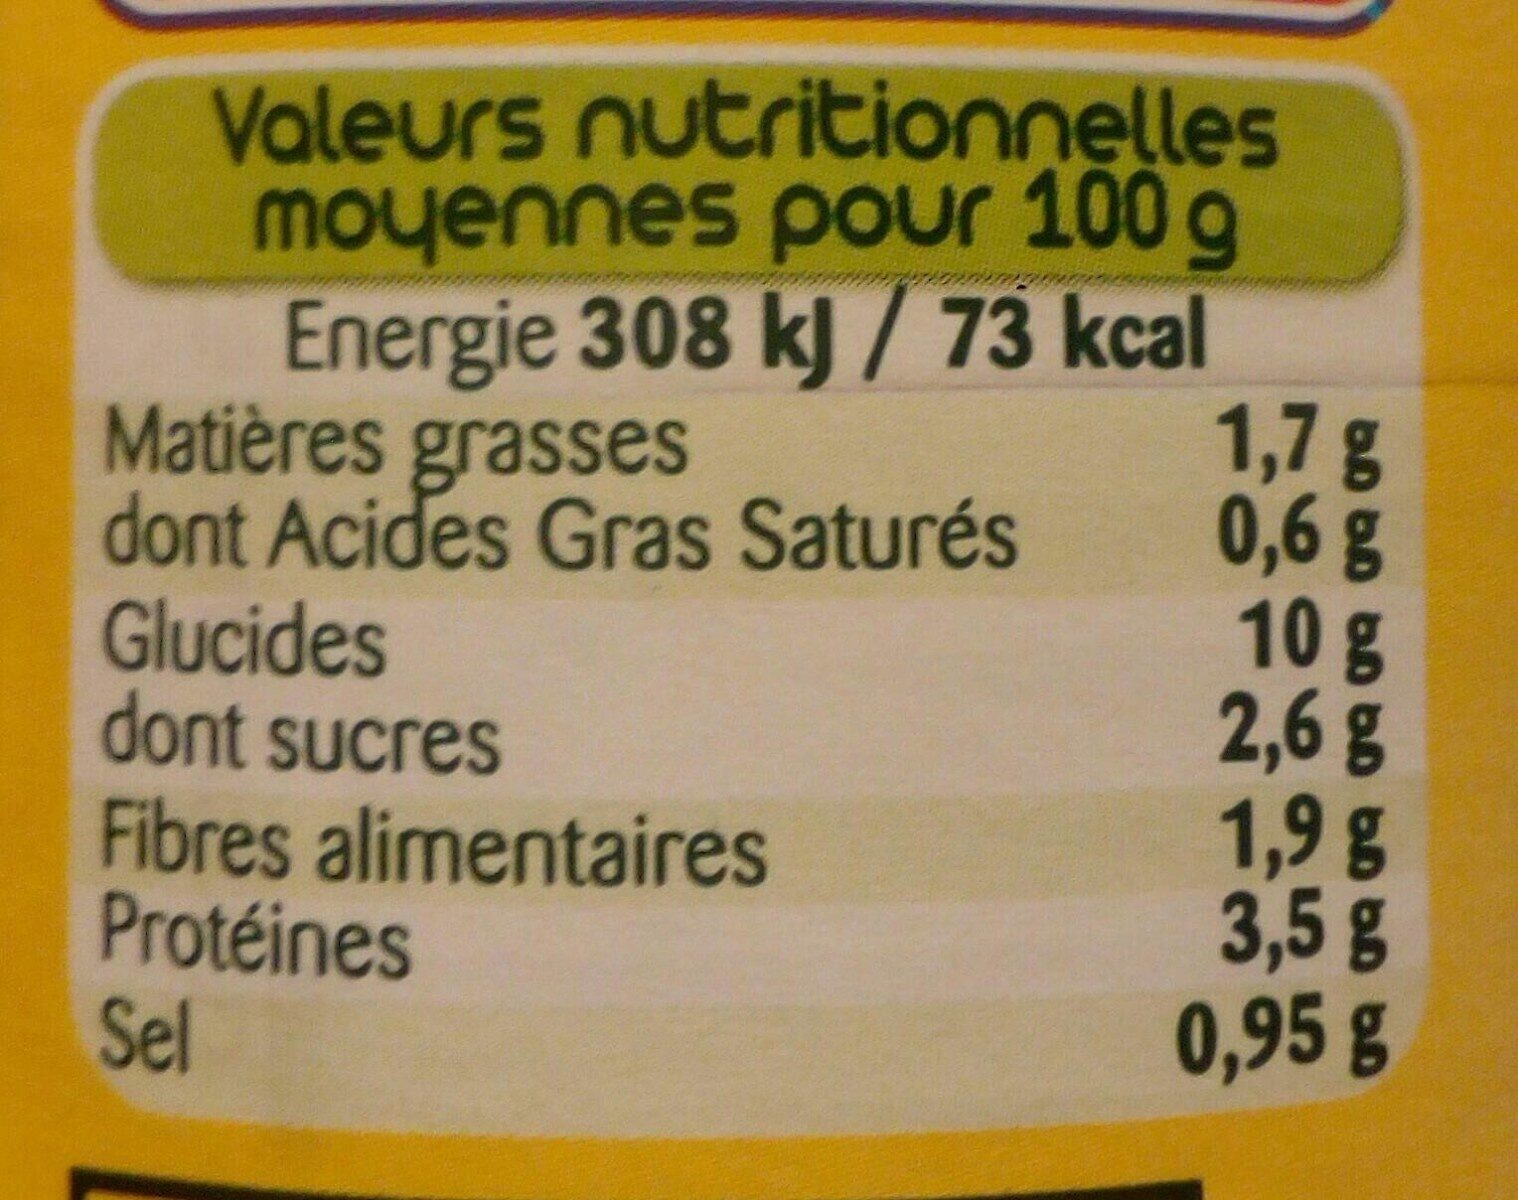 Valeurs nutritionnelles
moyennes pour 100 g
Energie 308 kJ / 73 kcal
Matières grasses 1,7 g
dont Acides Gras Saturés 0,6 g
Glucides 10 g
dont sucres 2,6 g
Fibres alimentaires 1,9 g
Protéines 3,5 g
Sel 0,95 g